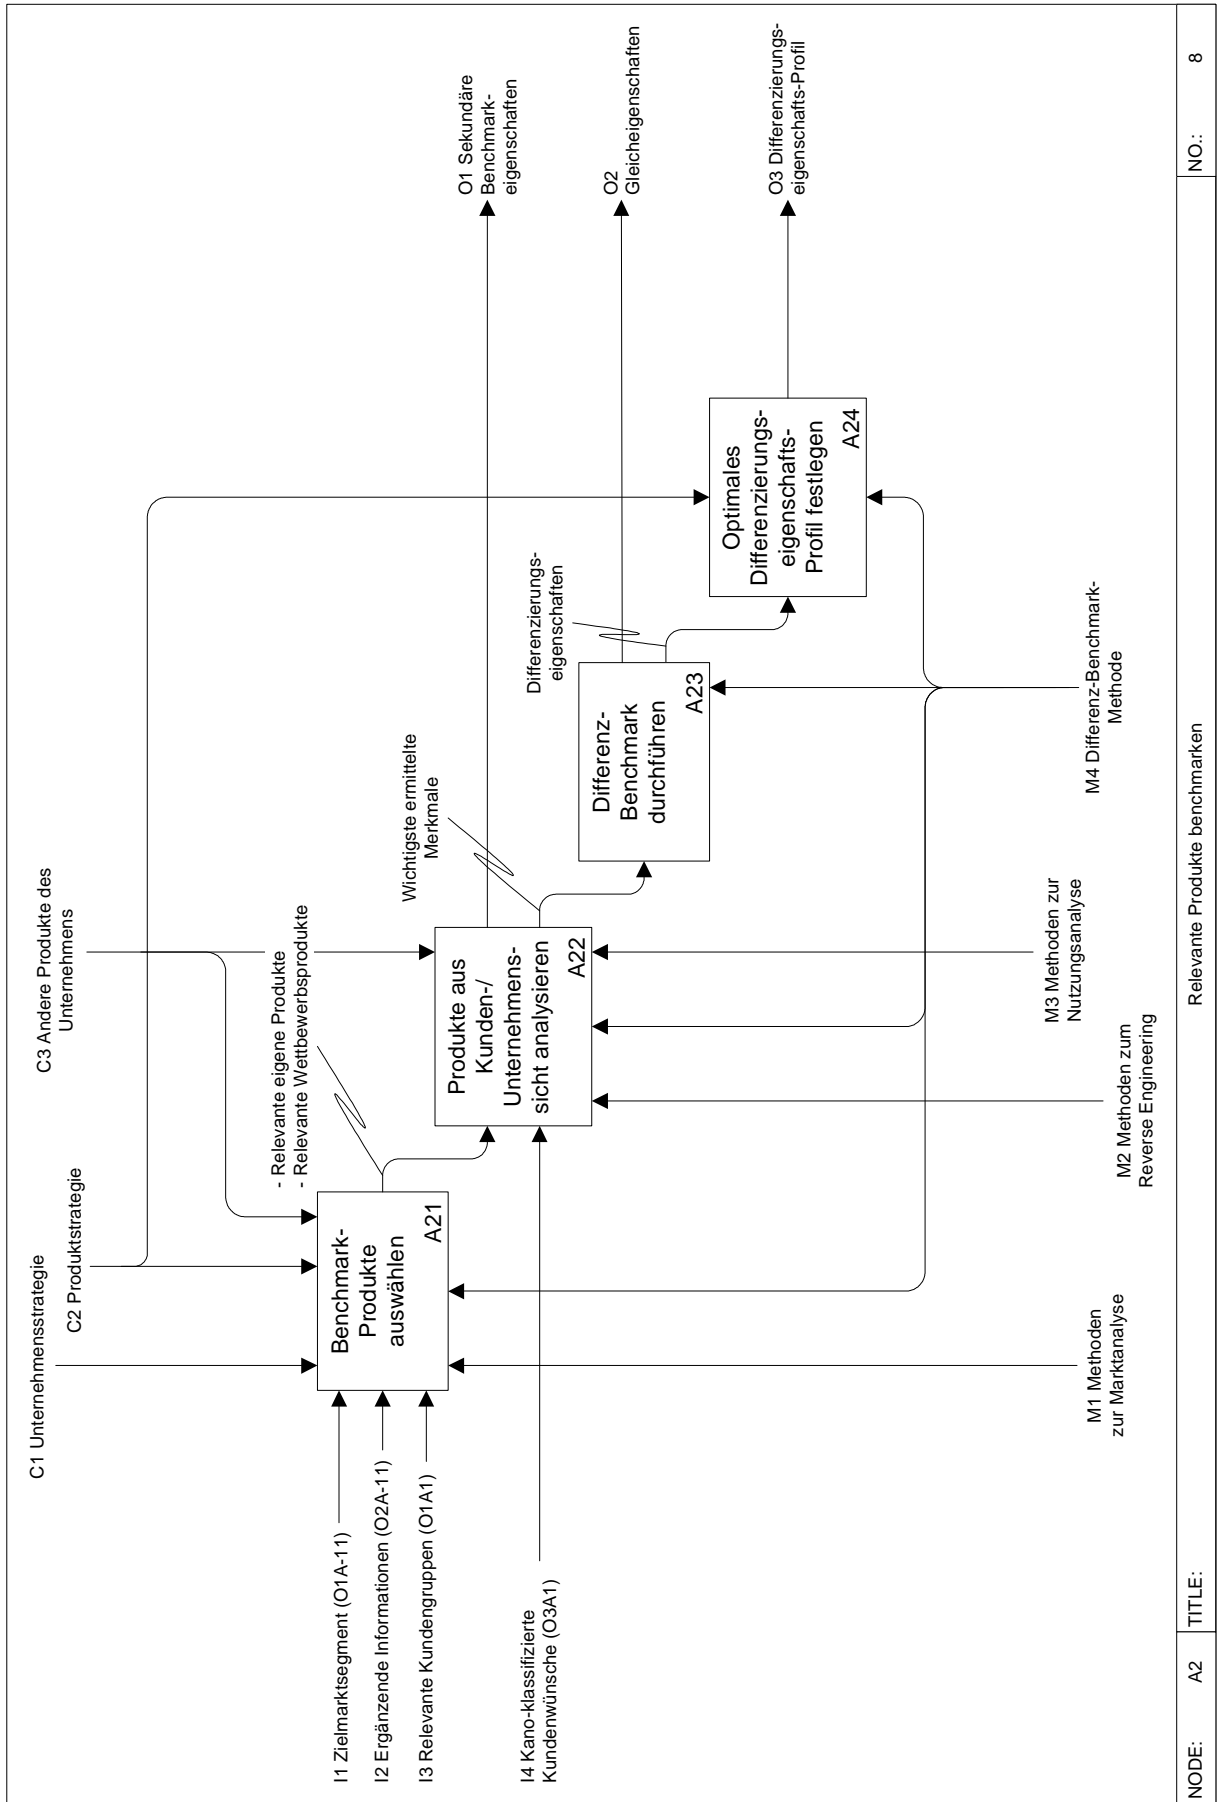 C1 Unternehmensstrategie
C2 Produktstrategie
C3 Andere Produkte des
Unternehmens
I1 Zielmarktsegment (O1A-11)
I2 Ergänzende Informationen (O2A-11)
I3 Relevante Kundengruppen (O1A1)
I4 Kano-klassifizierte
Kundenwünsche (O3A1)
Benchmark-
Produkte
auswählen
A21
- Relevante eigene Produkte
- Relevante Wettbewerbsprodukte
Produkte aus
Kunden-/
Unternehmens-
sicht analysieren
A22
Wichtigste ermittelte
Merkmale
Differenz-
Benchmark
durchführen
A23
Differenzierungs-
eigenschaften
Optimales
Differenzierungs-
eigenschafts-
Profil festlegen
A24
O1 Sekundäre
Benchmark-
eigenschaften
O2
Gleicheigenschaften
O3 Differenzierungs-
eigenschafts-Profil
M1 Methoden
zur Marktanalyse
M2 Methoden zum
Reverse Engineering
M3 Methoden zur
Nutzungsanalyse
M4 Differenz-Benchmark-
Methode
NODE: A2 TITLE: Relevante Produkte benchmarken NO.: 8